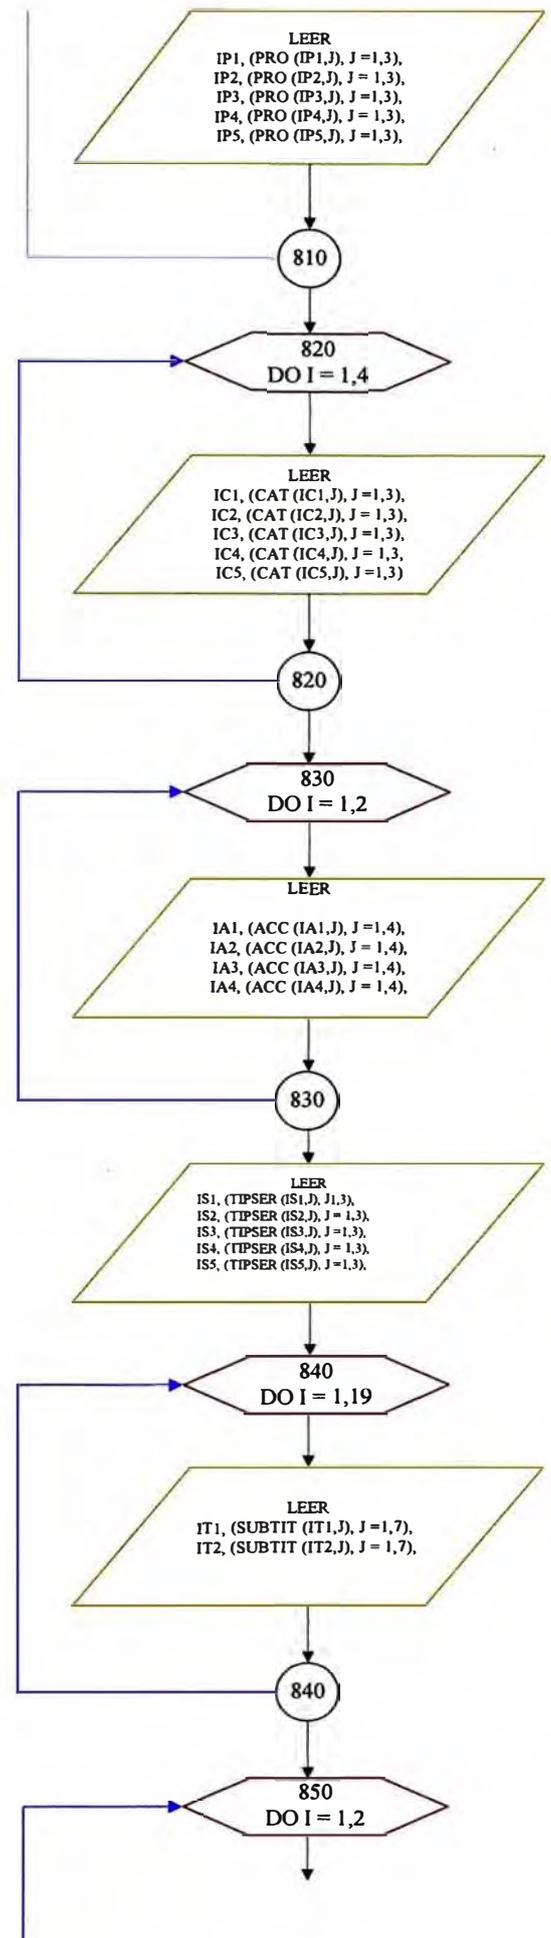 LEER
IP1, (PRO (IP1,J), J =1,3),
IP2, (PRO (IP2,J), J = 1,3),
IP3, (PRO (IP3,J), J =1,3),
IP4, (PRO (IP4,J), J = 1,3),
IP5, (PRO (IP5,J), J =1,3),
810
820
DO I = 1,4
LEER
IC1, (CAT (IC1,J), J =1,3),
IC2, (CAT (IC2,J), J = 1,3),
IC3, (CAT (IC3,J), J =1,3),
IC4, (CAT (IC4,J), J = 1,3,
IC5, (CAT (IC5,J), J =1,3)
820
830
DO I = 1,2
LEER
IA1, (ACC (IA1,J), J =1,4),
IA2, (ACC (IA2,J), J = 1,4),
IA3, (ACC (IA3,J), J =1,4),
IA4, (ACC (IA4,J), J = 1,4),
830
LEER
IS1, (TIPSER (IS1,J), J1,3),
IS2, (TIPSER (IS2,J), J = 1,3),
IS3, (TIPSER (IS3,J), J =1,3),
IS4, (TIPSER (IS4,J), J = 1,3),
IS5, (TIPSER (IS5,J), J =1,3),
840
DO I = 1,19
LEER
IT1, (SUBTIT (IT1,J), J =1,7),
IT2, (SUBTIT (IT2,J), J = 1,7),
840
850
DO I = 1,2